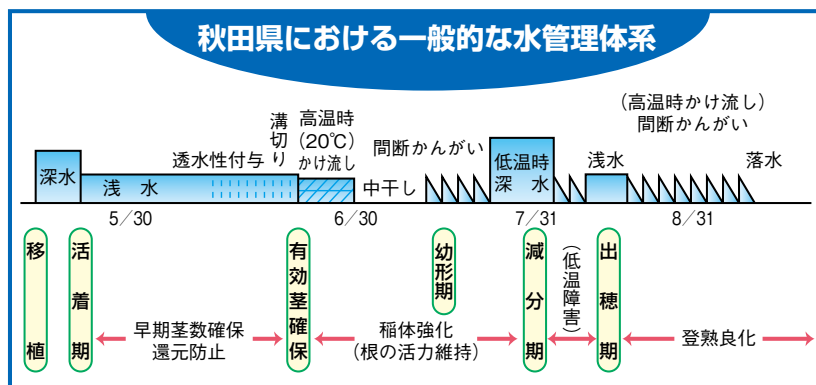 秋田県における一般的な水管理体系
深水
浅 水
透水性付与
溝切り
高温時
(20℃)
かけ流し
中干し
間断かんがい
低温時
深 水
浅水
(高温時かけ流し)
間断かんがい
落水
5/30
6/30
7/31
8/31
移植
活着期
有効茎確保
幼形期
減分期
(低温障害)
出穂期
早期茎数確保
還元防止
稲体強化
(根の活力維持)
登熟良化